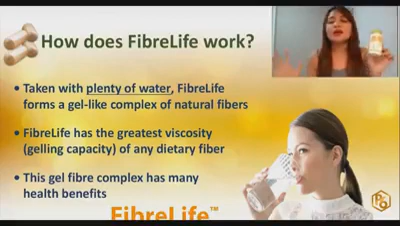 How does FibreLife work?
• Taken with plenty of water, FibreLife
forms a gel-like complex of natural fibers
• FibreLife has the greatest viscosity
(gelling capacity) of any dietary fiber
• This gel fibre complex has many
health benefits
FibreLife™